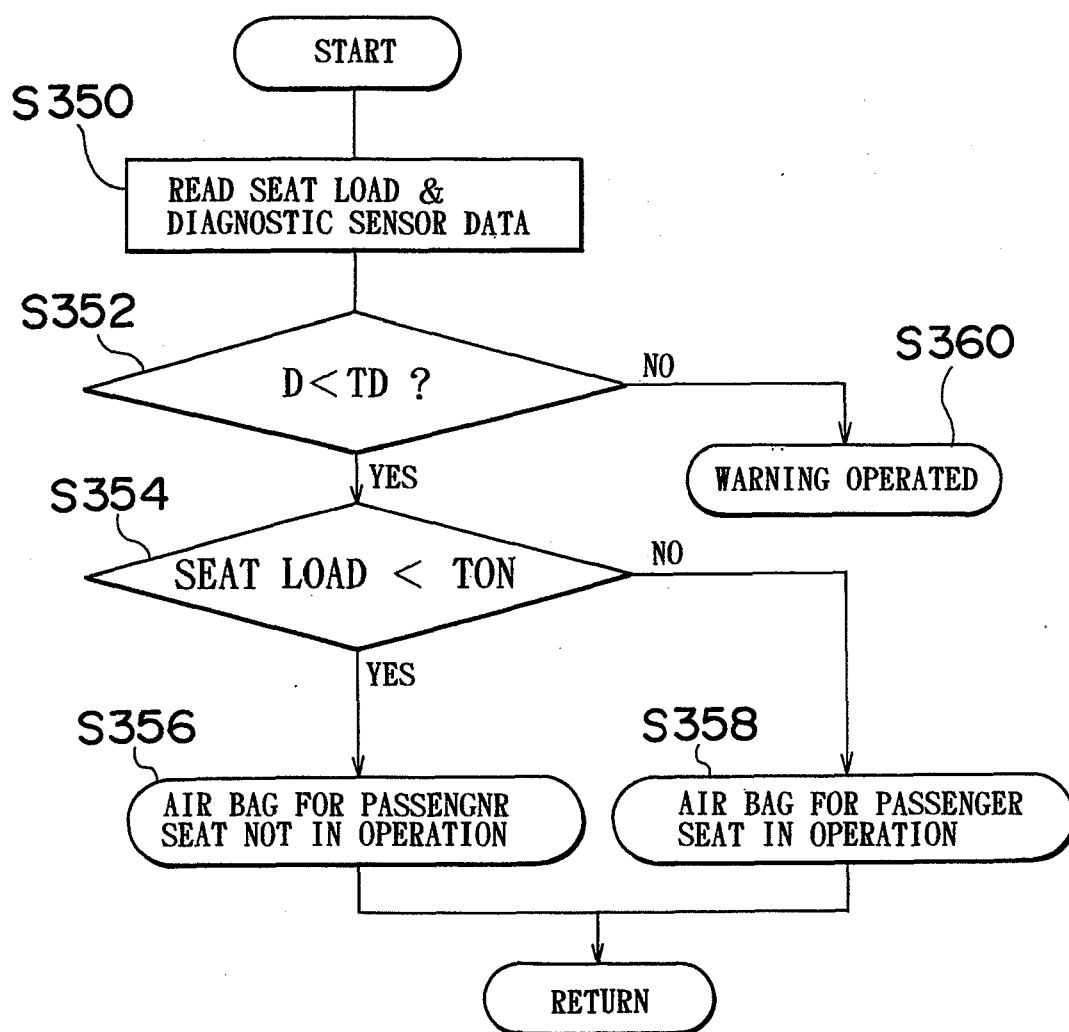 START
S350
READ SEAT LOAD &
DIAGNOSTIC SENSOR DATA
S352
D<TD ?
NO
S360
WARNING OPERATED
YES
S354
SEAT LOAD < TON
NO
YES
S356
AIR BAG FOR PASSENGNR
SEAT NOT IN OPERATION
S358
AIR BAG FOR PASSENGER
SEAT IN OPERATION
RETURN